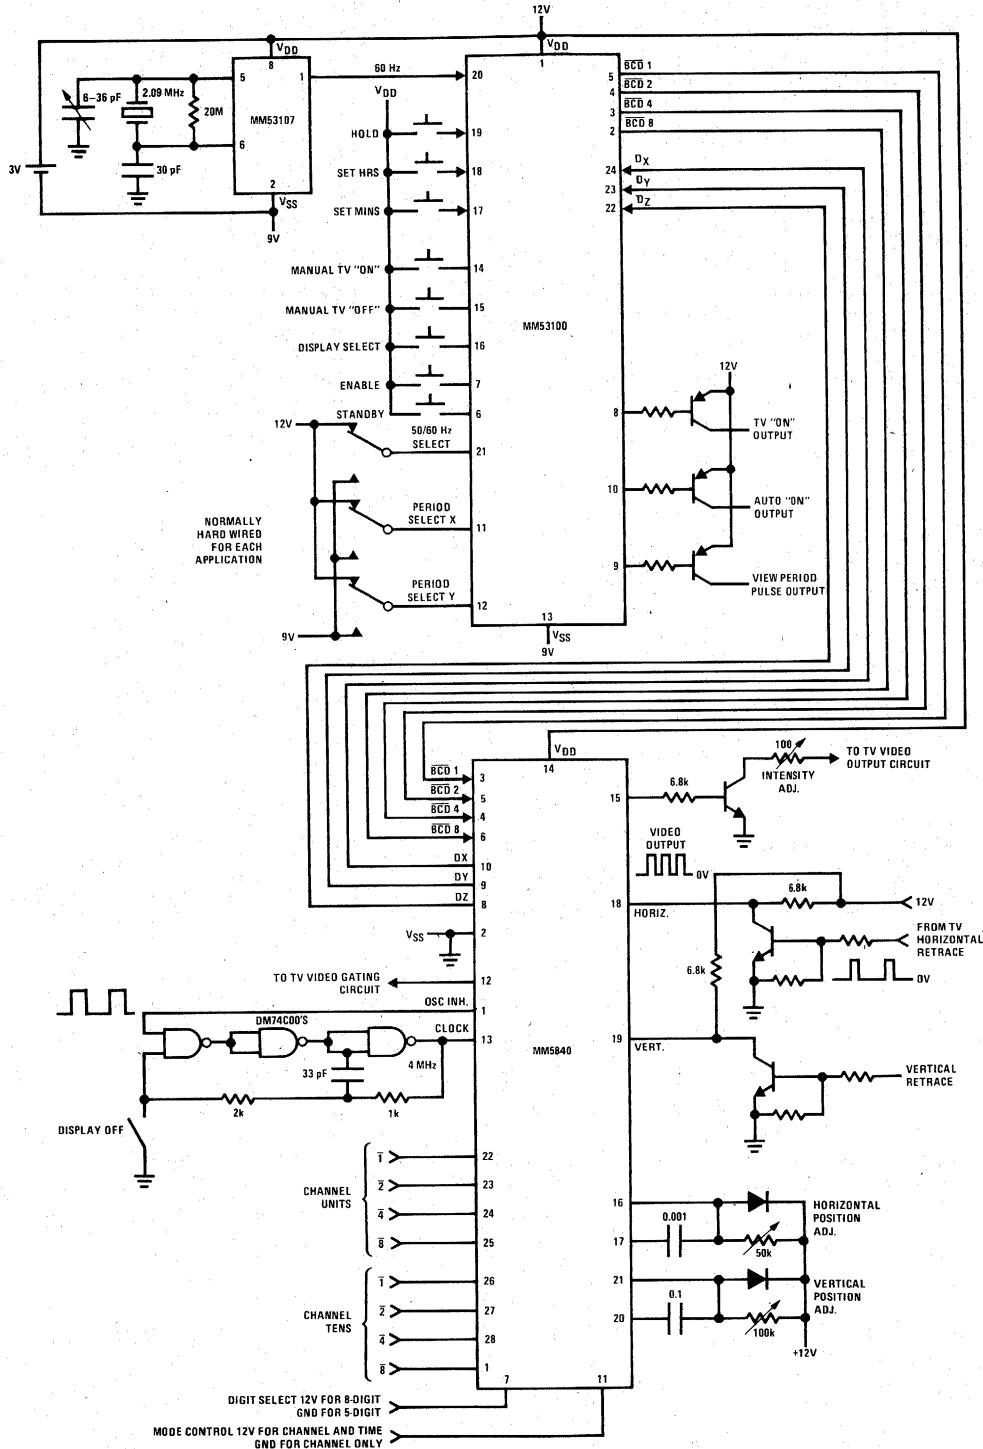 12V
VDD
8
5
1
60 Hz
20
VDD
1
5
BCD 1
4
BCD 2
3
BCD 4
2
BCD 8
6–36 pF
2.09 MHz
20M
MM53107
VDD
HOLD
19
6
3V
30 pF
SET HRS
18
24
DX
23
DY
22
DZ
2
VSS
9V
SET MINS
17
MANUAL TV "ON"
14
MANUAL TV "OFF"
15
MM53100
DISPLAY SELECT
16
ENABLE
7
12V
STANDBY
6
8
TV "ON"
OUTPUT
12V
50/60 Hz
SELECT
21
10
AUTO "ON"
OUTPUT
NORMALLY
HARD WIRED
FOR EACH
APPLICATION
PERIOD
SELECT X
11
9
VIEW PERIOD
PULSE OUTPUT
PERIOD
SELECT Y
12
9V
13
VSS
9V
VDD
14
BCD 1
3
BCD 2
5
BCD 4
4
BCD 8
6
DX
10
DY
9
DZ
8
15
6.8k
100
INTENSITY
ADJ.
TO TV VIDEO
OUTPUT CIRCUIT
VIDEO
OUTPUT
0V
18
HORIZ.
6.8k
12V
VSS
2
FROM TV
HORIZONTAL
RETRACE
0V
6.8k
TO TV VIDEO GATING
CIRCUIT
12
OSC INH.
1
DM74C00'S
CLOCK
13
4 MHz
33 pF
2k
1k
DISPLAY OFF
MM5840
19
VERT.
VERTICAL
RETRACE
CHANNEL
UNITS
1
22
2
23
4
24
8
25
CHANNEL
TENS
1
26
2
27
4
28
8
1
16
0.001
17
50k
HORIZONTAL
POSITION
ADJ.
21
0.1
20
100k
VERTICAL
POSITION
ADJ.
+12V
7
11
DIGIT SELECT 12V FOR 8-DIGIT
GND FOR 5-DIGIT
MODE CONTROL 12V FOR CHANNEL AND TIME
GND FOR CHANNEL ONLY